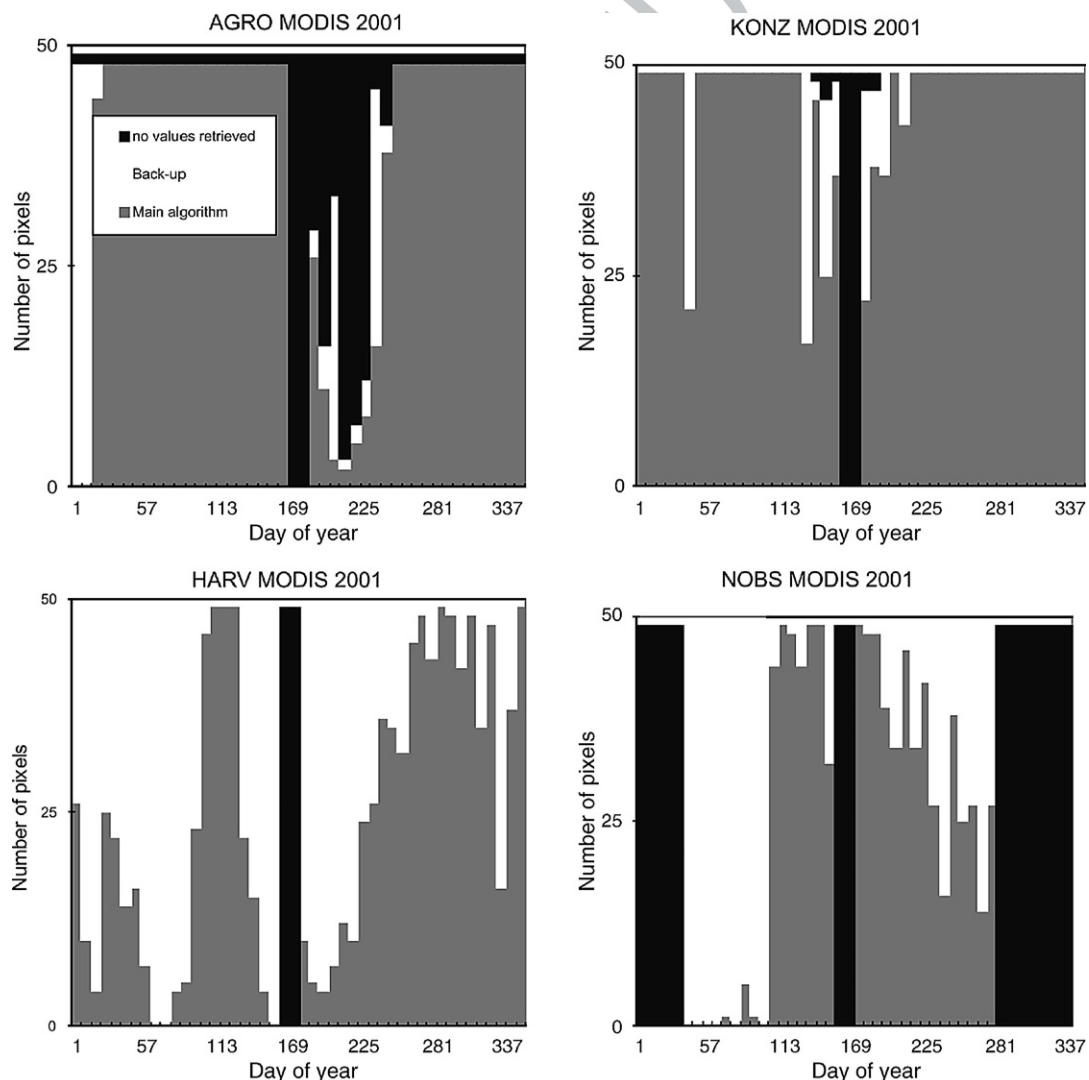 AGRO MODIS 2001
50
25
0
Number of pixels
no values retrieved
Back-up
Main algorithm
1 57 113 169 225 281 337
Day of year
KONZ MODIS 2001
50
25
0
Number of pixels
1 57 113 169 225 281 337
Day of year
HARV MODIS 2001
50
25
0
Number of pixels
1 57 113 169 225 281 337
Day of year
NOBS MODIS 2001
50
25
0
Number of pixels
1 57 113 169 225 281 337
Day of year